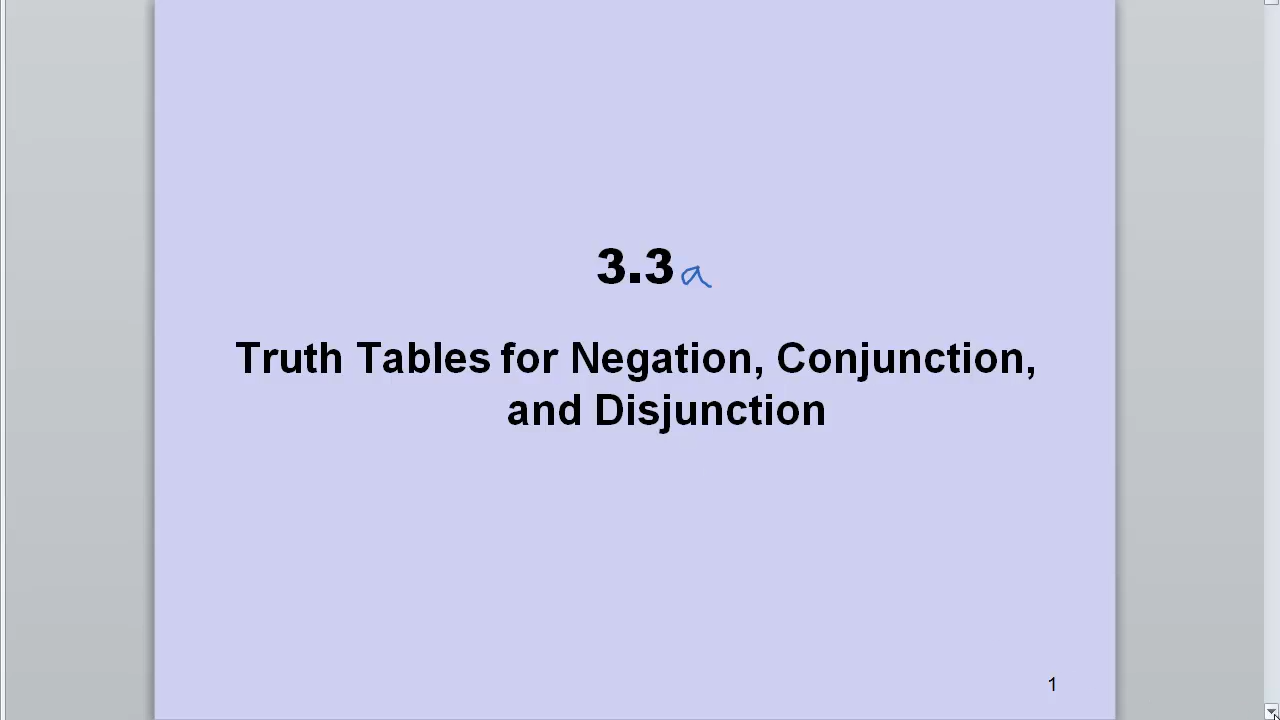 3.3a
Truth Tables for Negation, Conjunction,
and Disjunction
1